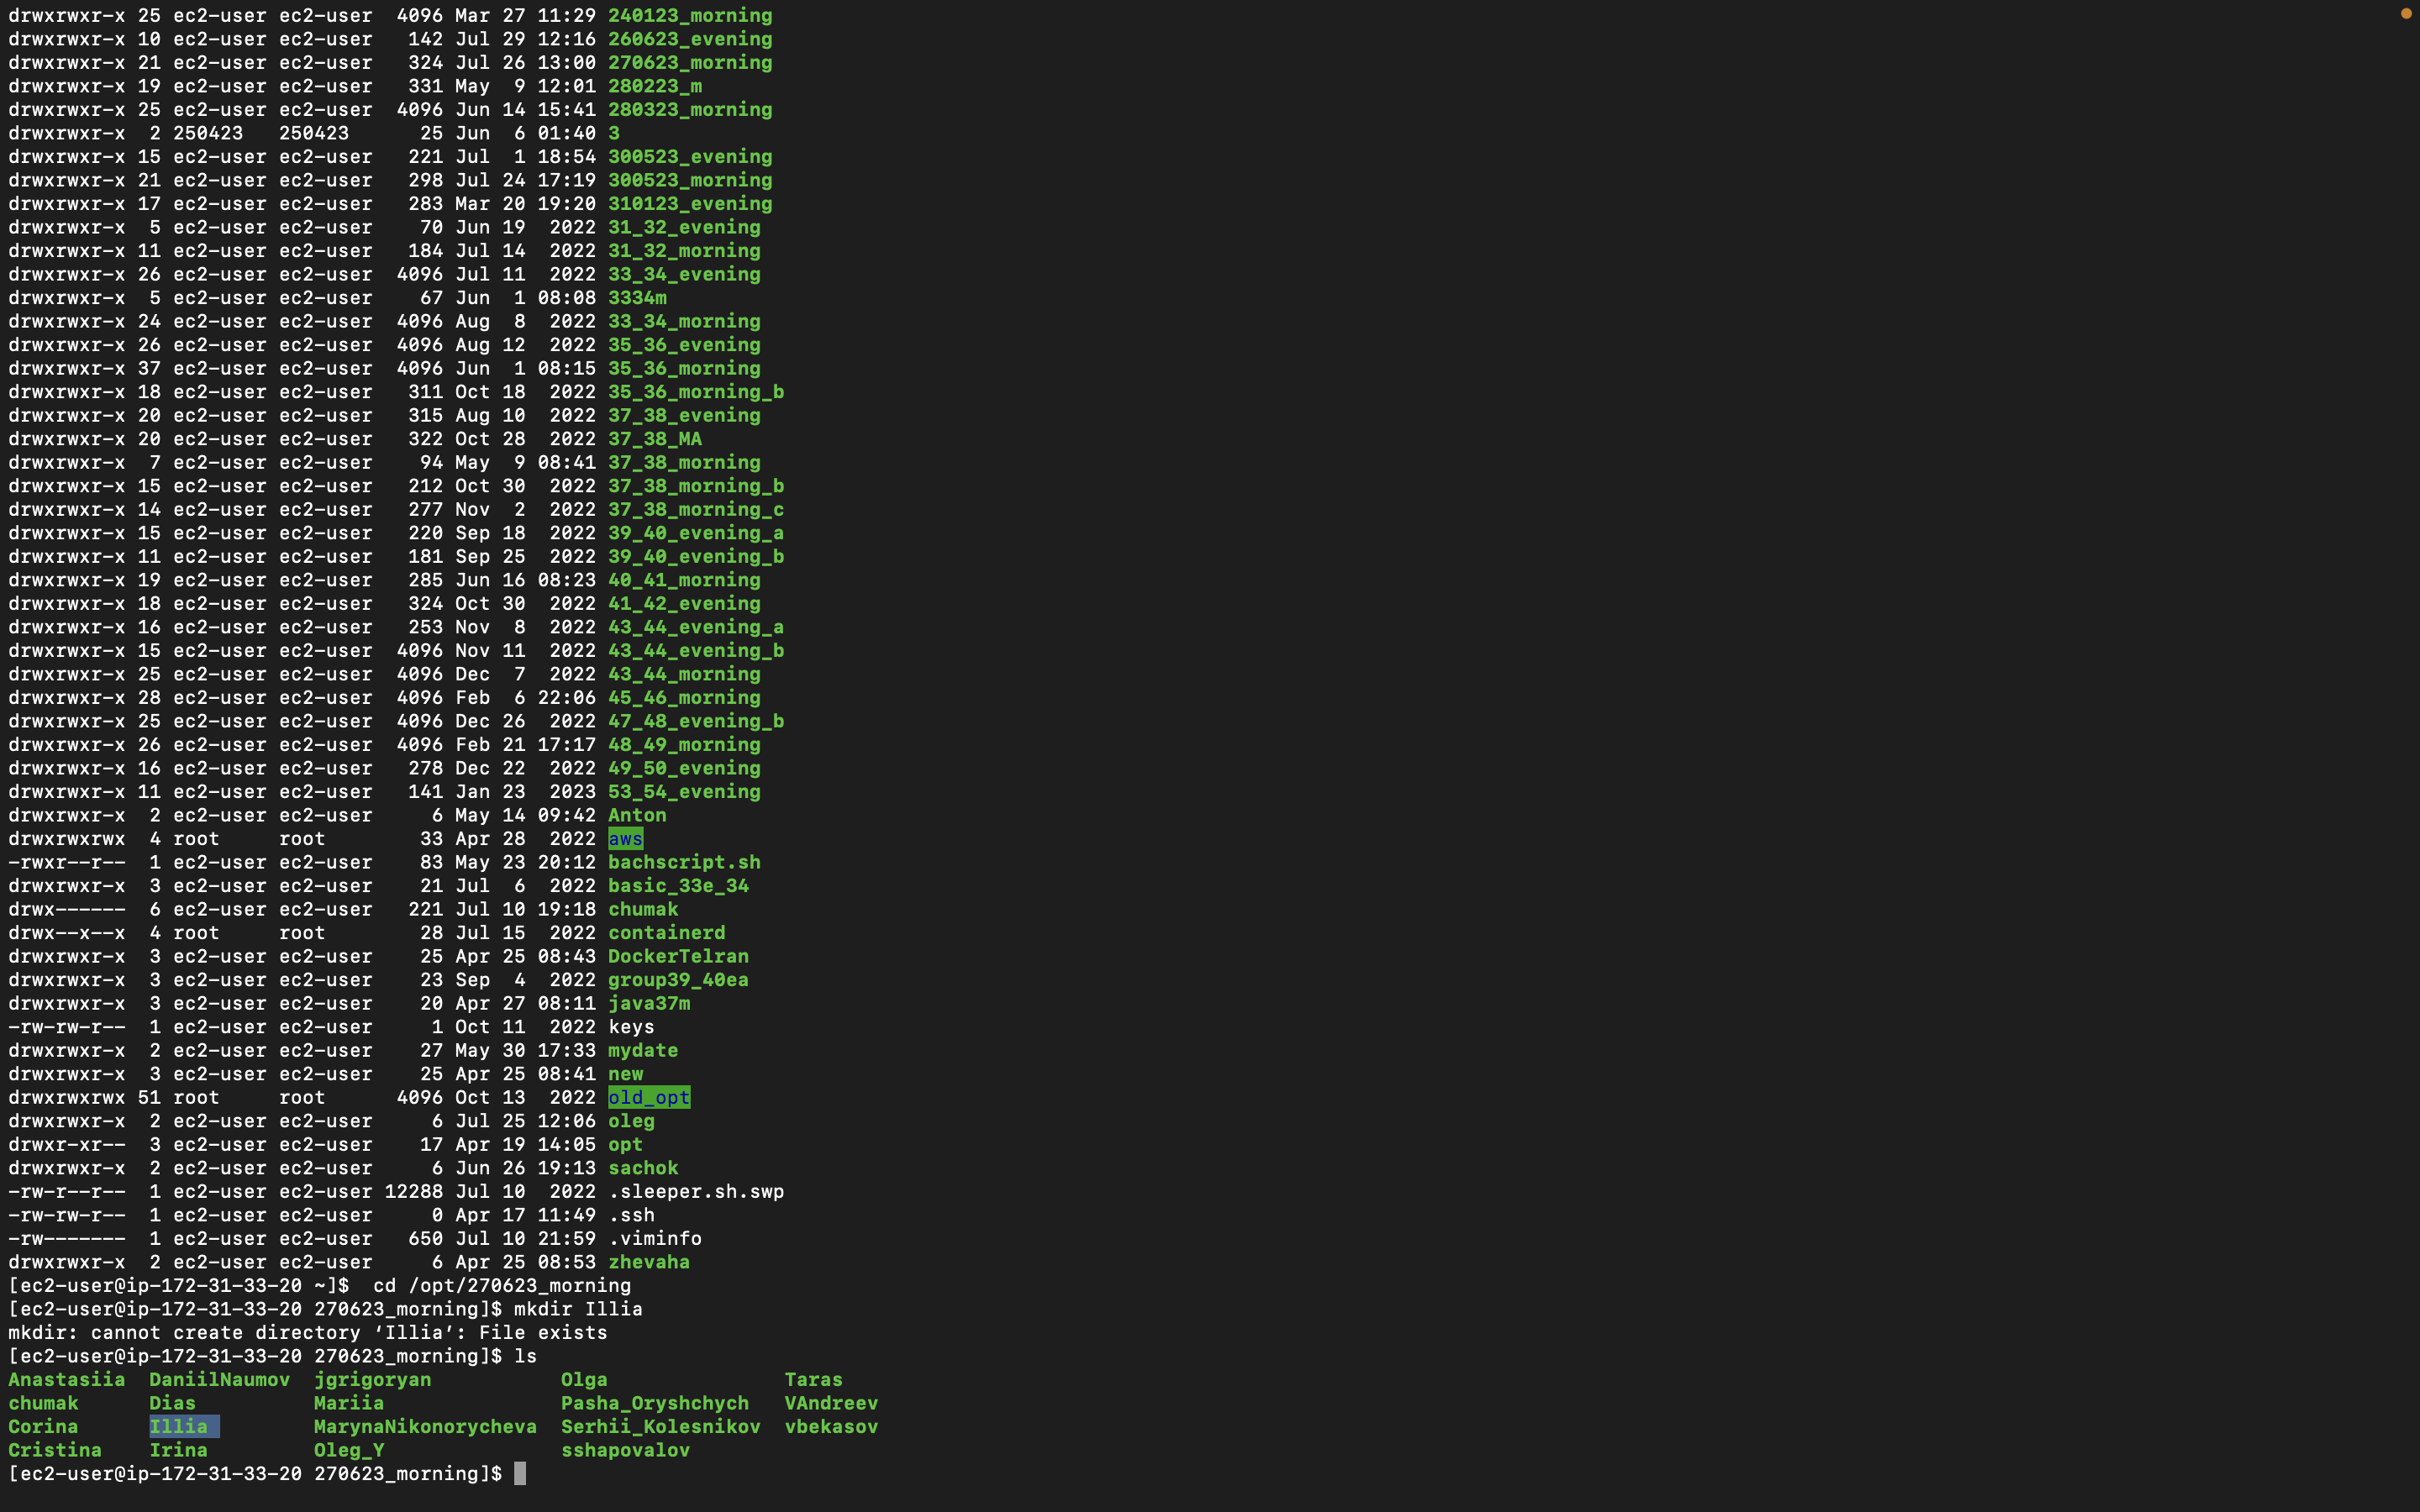 drwxrwxr-x 25 ec2-user ec2-user  4096 Mar 27 11:29 240123_morning
drwxrwxr-x 10 ec2-user ec2-user   142 Jul 29 12:16 260623_evening
drwxrwxr-x 21 ec2-user ec2-user   324 Jul 26 13:00 270623_morning
drwxrwxr-x 19 ec2-user ec2-user   331 May  9 12:01 280223_m
drwxrwxr-x 25 ec2-user ec2-user  4096 Jun 14 15:41 280323_morning
drwxrwxr-x  2 250423   250423      25 Jun  6 01:40 3
drwxrwxr-x 15 ec2-user ec2-user   221 Jul  1 18:54 300523_evening
drwxrwxr-x 21 ec2-user ec2-user   298 Jul 24 17:19 300523_morning
drwxrwxr-x 17 ec2-user ec2-user   283 Mar 20 19:20 310123_evening
drwxrwxr-x  5 ec2-user ec2-user    70 Jun 19  2022 31_32_evening
drwxrwxr-x 11 ec2-user ec2-user   184 Jul 14  2022 31_32_morning
drwxrwxr-x 26 ec2-user ec2-user  4096 Jul 11  2022 33_34_evening
drwxrwxr-x  5 ec2-user ec2-user    67 Jun  1 08:08 3334m
drwxrwxr-x 24 ec2-user ec2-user  4096 Aug  8  2022 33_34_morning
drwxrwxr-x 26 ec2-user ec2-user  4096 Aug 12  2022 35_36_evening
drwxrwxr-x 37 ec2-user ec2-user  4096 Jun  1 08:15 35_36_morning
drwxrwxr-x 18 ec2-user ec2-user   311 Oct 18  2022 35_36_morning_b
drwxrwxr-x 20 ec2-user ec2-user   315 Aug 10  2022 37_38_evening
drwxrwxr-x 20 ec2-user ec2-user   322 Oct 28  2022 37_38_MA
drwxrwxr-x  7 ec2-user ec2-user    94 May  9 08:41 37_38_morning
drwxrwxr-x 15 ec2-user ec2-user   212 Oct 30  2022 37_38_morning_b
drwxrwxr-x 14 ec2-user ec2-user   277 Nov  2  2022 37_38_morning_c
drwxrwxr-x 15 ec2-user ec2-user   220 Sep 18  2022 39_40_evening_a
drwxrwxr-x 11 ec2-user ec2-user   181 Sep 25  2022 39_40_evening_b
drwxrwxr-x 19 ec2-user ec2-user   285 Jun 16 08:23 40_41_morning
drwxrwxr-x 18 ec2-user ec2-user   324 Oct 30  2022 41_42_evening
drwxrwxr-x 16 ec2-user ec2-user   253 Nov  8  2022 43_44_evening_a
drwxrwxr-x 15 ec2-user ec2-user  4096 Nov 11  2022 43_44_evening_b
drwxrwxr-x 25 ec2-user ec2-user  4096 Dec  7  2022 43_44_morning
drwxrwxr-x 28 ec2-user ec2-user  4096 Feb  6 22:06 45_46_morning
drwxrwxr-x 25 ec2-user ec2-user  4096 Dec 26  2022 47_48_evening_b
drwxrwxr-x 26 ec2-user ec2-user  4096 Feb 21 17:17 48_49_morning
drwxrwxr-x 16 ec2-user ec2-user   278 Dec 22  2022 49_50_evening
drwxrwxr-x 11 ec2-user ec2-user   141 Jan 23  2023 53_54_evening
drwxrwxr-x  2 ec2-user ec2-user     6 May 14 09:42 Anton
drwxrwxrwx  4 root     root        33 Apr 28  2022 aws
-rwxr--r--  1 ec2-user ec2-user    83 May 23 20:12 bachscript.sh
drwxrwxr-x  3 ec2-user ec2-user    21 Jul  6  2022 basic_33e_34
drwx------  6 ec2-user ec2-user   221 Jul 10 19:18 chumak
drwx--x--x  4 root     root        28 Jul 15  2022 containerd
drwxrwxr-x  3 ec2-user ec2-user    25 Apr 25 08:43 DockerTelran
drwxrwxr-x  3 ec2-user ec2-user    23 Sep  4  2022 group39_40ea
drwxrwxr-x  3 ec2-user ec2-user    20 Apr 27 08:11 java37m
-rw-rw-r--  1 ec2-user ec2-user     1 Oct 11  2022 keys
drwxrwxr-x  2 ec2-user ec2-user    27 May 30 17:33 mydate
drwxrwxr-x  3 ec2-user ec2-user    25 Apr 25 08:41 new
drwxrwxrwx 51 root     root      4096 Oct 13  2022 old_opt
drwxrwxr-x  2 ec2-user ec2-user     6 Jul 25 12:06 oleg
drwxr-xr--  3 ec2-user ec2-user    17 Apr 19 14:05 opt
drwxrwxr-x  2 ec2-user ec2-user     6 Jun 26 19:13 sachok
-rw-r--r--  1 ec2-user ec2-user 12288 Jul 10  2022 .sleeper.sh.swp
-rw-rw-r--  1 ec2-user ec2-user     0 Apr 17 11:49 .ssh
-rw-------  1 ec2-user ec2-user   650 Jul 10 21:59 .viminfo
drwxrwxr-x  2 ec2-user ec2-user     6 Apr 25 08:53 zhevaha
[ec2-user@ip-172-31-33-20 ~]$  cd /opt/270623_morning
[ec2-user@ip-172-31-33-20 270623_morning]$ mkdir Illia
mkdir: cannot create directory ‘Illia’: File exists
[ec2-user@ip-172-31-33-20 270623_morning]$ ls
Anastasiia  DaniilNaumov  jgrigoryan           Olga              Taras
chumak      Dias          Mariia               Pasha_Oryshchych  VAndreev
Corina      Illia         MarynaNikonorycheva  Serhii_Kolesnikov  vbekasov
Cristina    Irina         Oleg_Y               sshapovalov
[ec2-user@ip-172-31-33-20 270623_morning]$